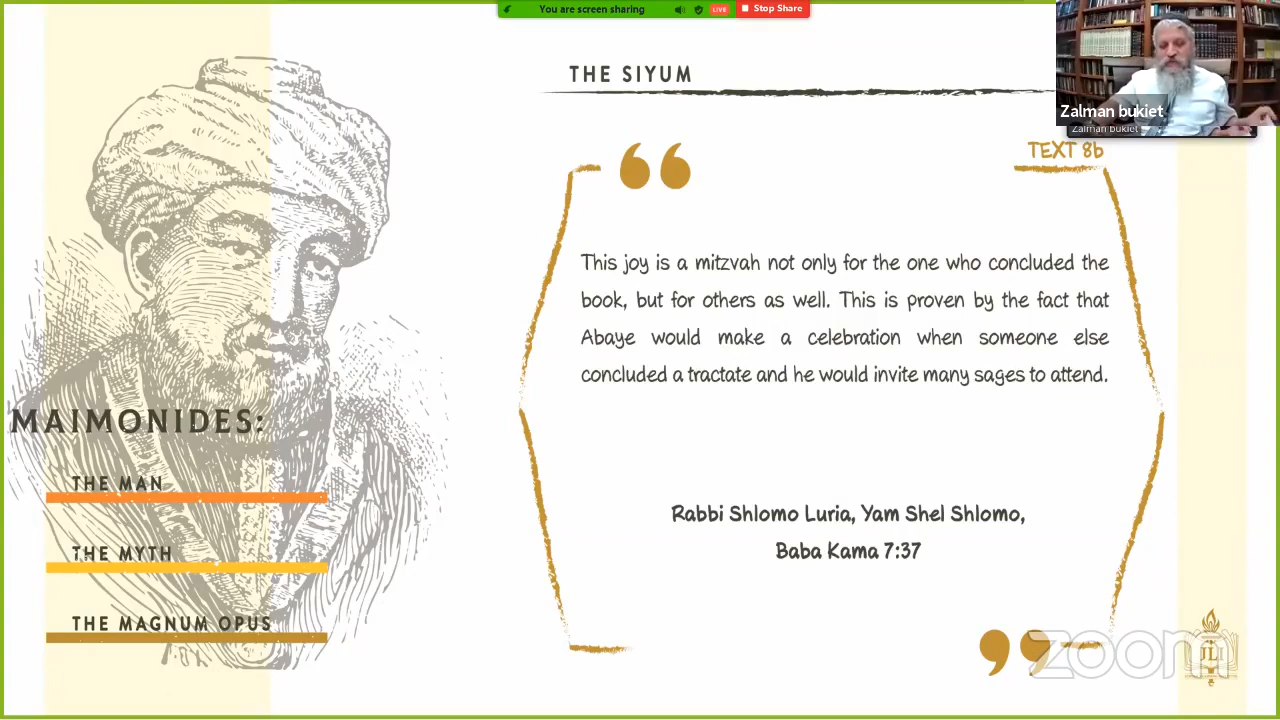 You are screen sharing
LIVE
Stop Share
THE SIYUM
Zalman bukiet
Zalman bukiet
TEXT 8b
This joy is a mitzvah not only for the one who concluded the
book, but for others as well. This is proven by the fact that
Abaye would make a celebration when someone else
concluded a tractate and he would invite many sages to attend.
Rabbi Shlomo Luria, Yam Shel Shlomo,
Baba Kama 7:37
MAIMONIDES:
THE MAN
THE MYTH
THE MAGNUM OPUS
zoom
JLI